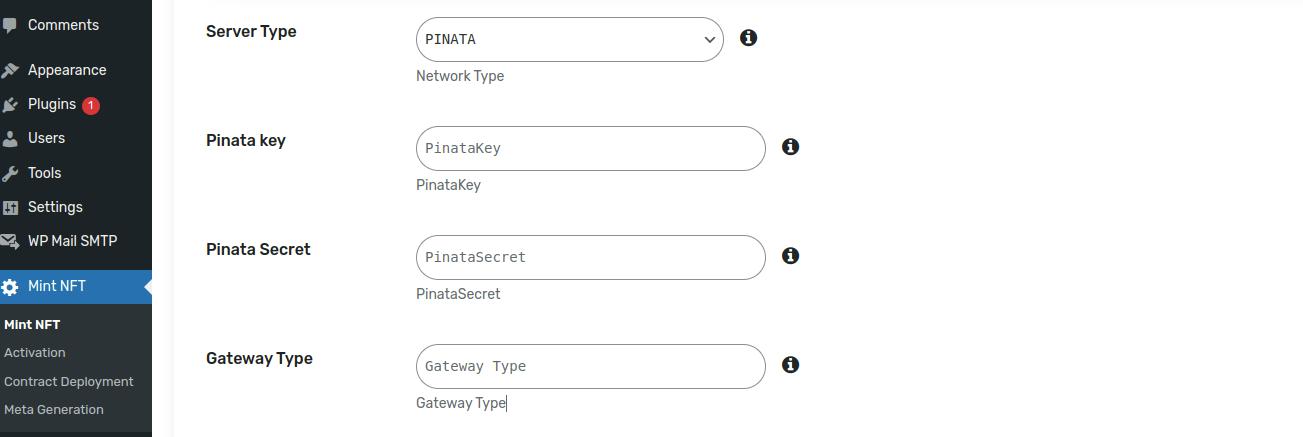 Comments
Appearance
Plugins 1
Users
Tools
Settings
WP Mail SMTP
Mint NFT
Mint NFT
Activation
Contract Deployment
Meta Generation
Server Type
PINATA
Network Type
Pinata key
PinataKey
PinataKey
Pinata Secret
PinataSecret
PinataSecret
Gateway Type
Gateway Type
Gateway Type